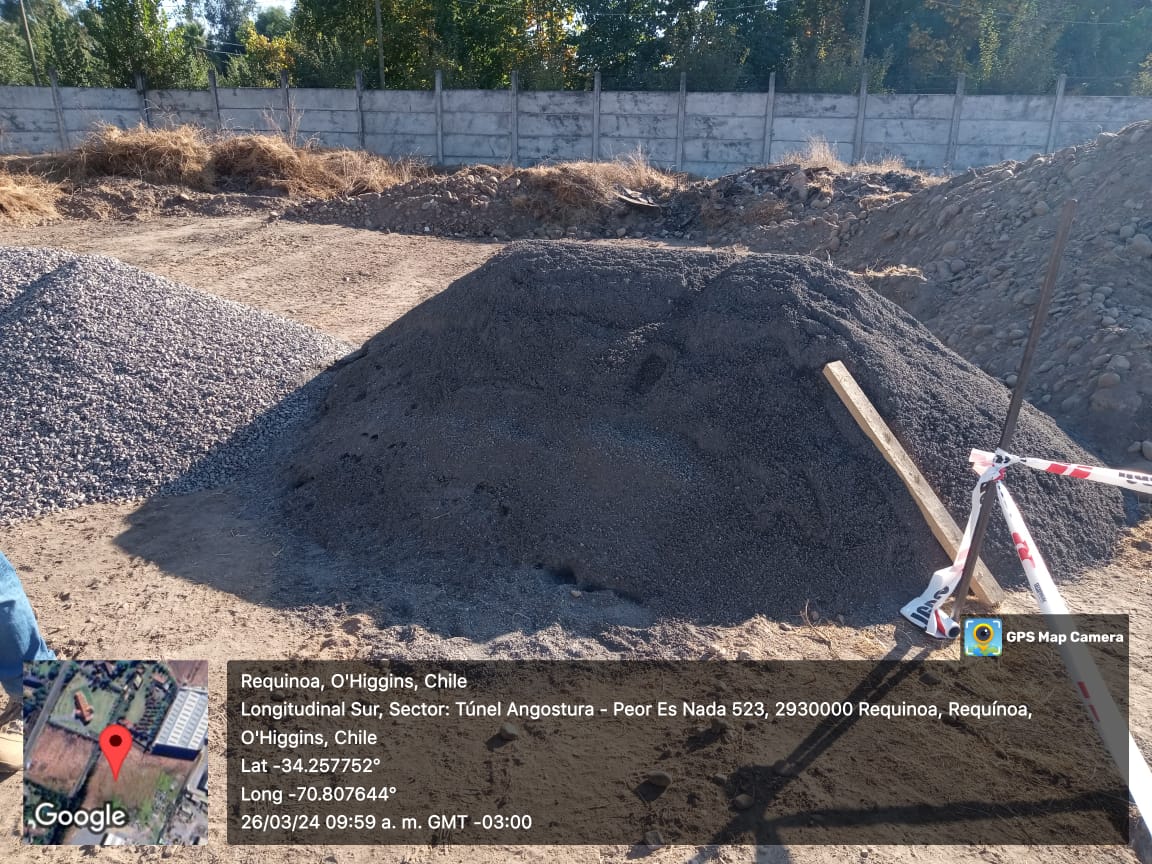 GPS Map Camera
Requinoa, O'Higgins, Chile
Longitudinal Sur, Sector: Túnel Angostura - Peor Es Nada 523, 2930000 Requinoa, Requínoa,
O'Higgins, Chile
Lat -34.257752°
Long -70.807644°
26/03/24 09:59 a. m. GMT -03:00
Google